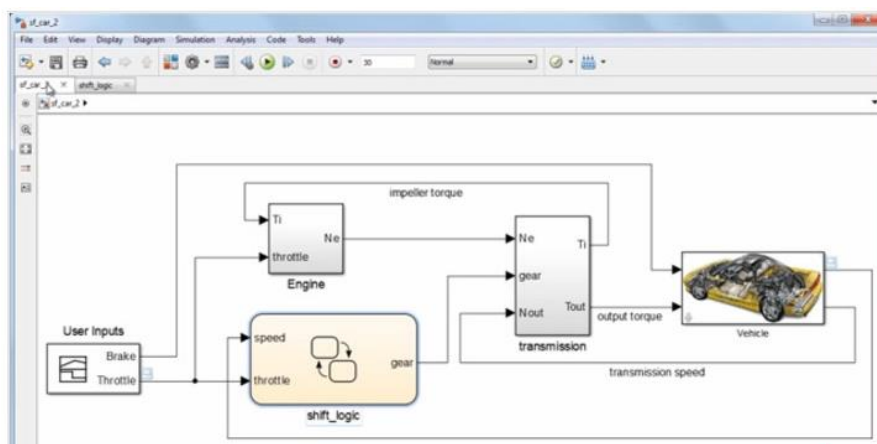 sf_car_2
File Edit View Display Diagram Simulation Analysis Code Tools Help
30 Normal
shift_logic
sf_car_2
impeller torque
Ti
Ne
throttle
Engine
Ne
Ti
gear
Nout
Tout
output torque
transmission
Vehicle
transmission speed
User Inputs
Brake
Throttle
speed
gear
throttle
shift_logic